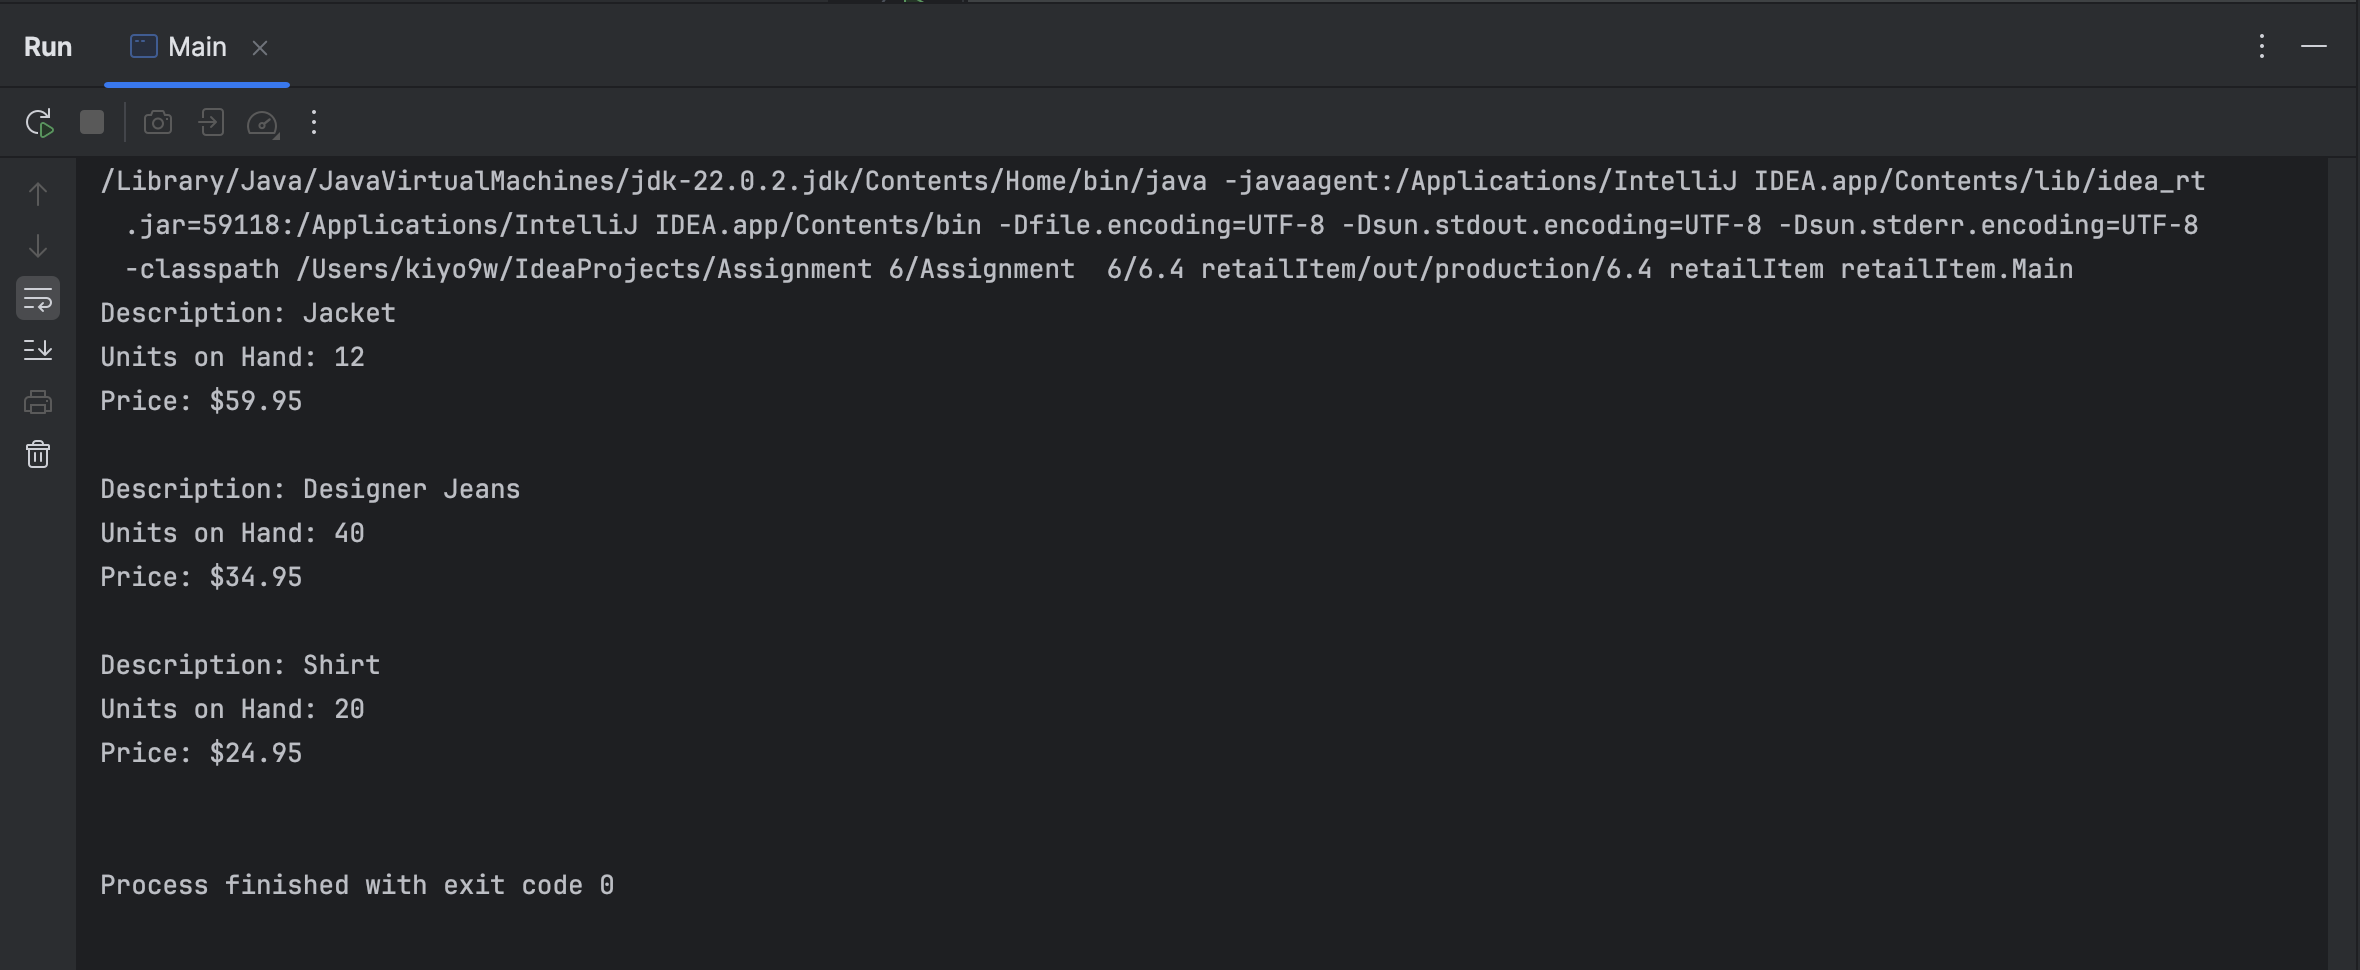 Run Main
/Library/Java/JavaVirtualMachines/jdk-22.0.2.jdk/Contents/Home/bin/java -javaagent:/Applications/IntelliJ IDEA.app/Contents/lib/idea_rt
.jar=59118:/Applications/IntelliJ IDEA.app/Contents/bin -Dfile.encoding=UTF-8 -Dsun.stdout.encoding=UTF-8 -Dsun.stderr.encoding=UTF-8
-classpath /Users/kiyo9w/IdeaProjects/Assignment 6/Assignment  6/6.4 retailItem/out/production/6.4 retailItem retailItem.Main
Description: Jacket
Units on Hand: 12
Price: $59.95
Description: Designer Jeans
Units on Hand: 40
Price: $34.95
Description: Shirt
Units on Hand: 20
Price: $24.95
Process finished with exit code 0